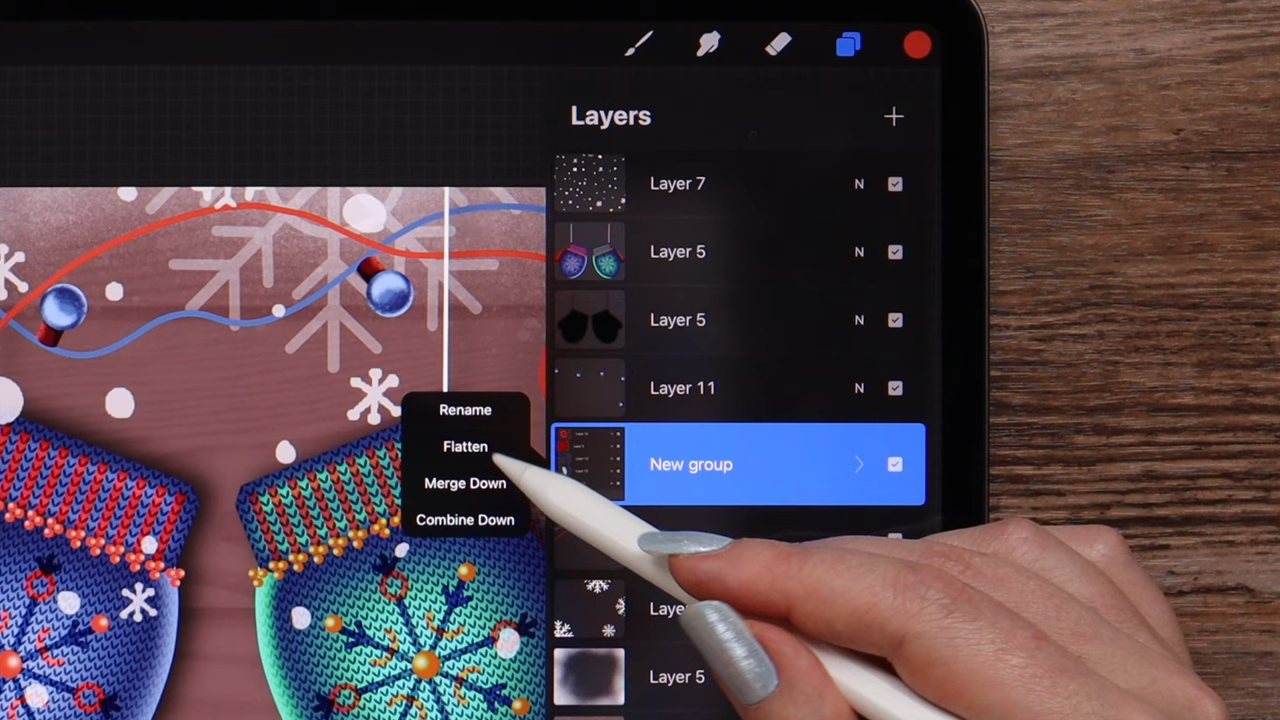 Layers
Layer 7 N
Layer 5 N
Layer 5 N
Layer 11 N
Rename
Flatten
Merge Down
Combine Down
New group
Layer 5